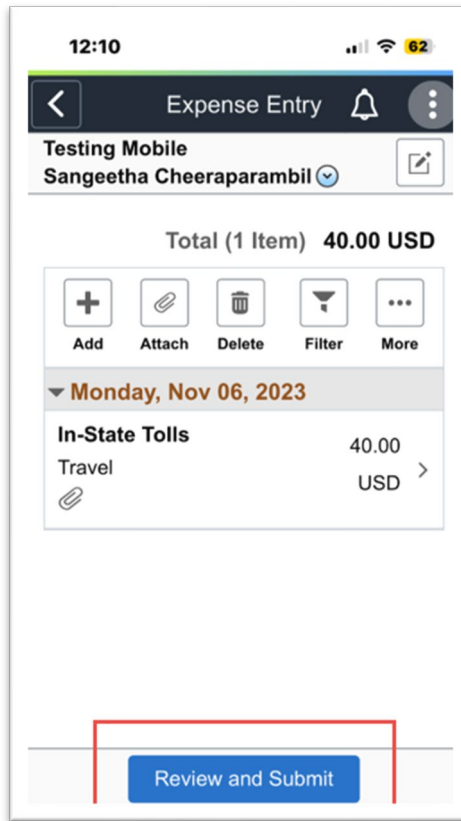 12:10 62
Expense Entry
Testing Mobile
Sangeetha Cheeraparambil
Total (1 Item) 40.00 USD
Add Attach Delete Filter More
Monday, Nov 06, 2023
In-State Tolls 40.00
Travel USD
Review and Submit